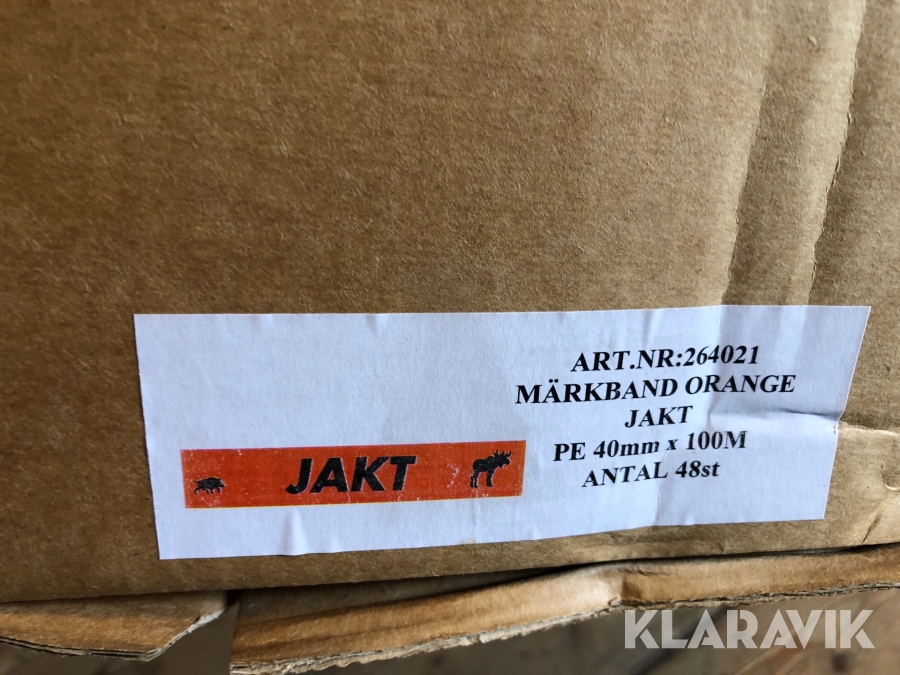 ART.NR:264021
MÄRKBAND ORANGE
JAKT
PE 40mm x 100M
ANTAL 48st
JAKT
KLARAVIK